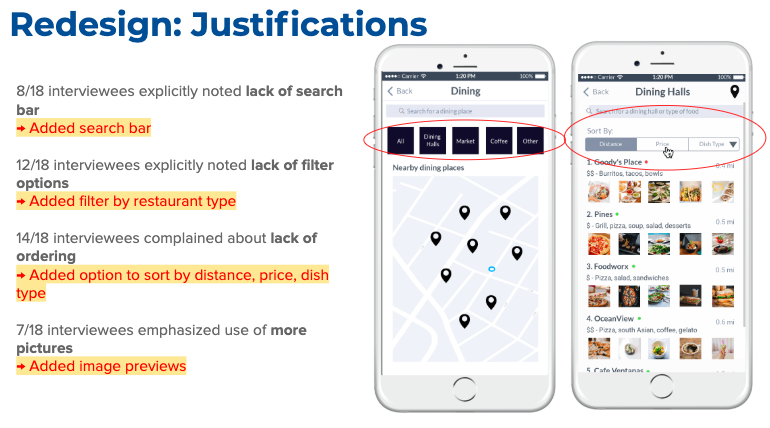 Redesign: Justifications
8/18 interviewees explicitly noted lack of search
bar
→ Added search bar
12/18 interviewees explicitly noted lack of filter
options
→ Added filter by restaurant type
14/18 interviewees complained about lack of
ordering
→ Added option to sort by distance, price, dish
type
7/18 interviewees emphasized use of more
pictures
→ Added image previews
Carrier 1:20 PM 100%
Back Dining
Search for a dining place
All Dining Halls Market Coffee Other
Nearby dining places
Carrier 1:20 PM 100%
Back Dining Halls
Search for a dining hall or type of food
Sort By:
Distance Price Dish Type
1. Goody's Place 0.4 mi
$$ - Burritos, tacos, bowls
2. Pines 0.5 mi
$ - Grill, pizza, soup, salad, desserts
3. Foodworx 0.5 mi
$ - Pizza, salad, sandwiches
4. OceanView 0.6 mi
$$ - Pizza, south Asian, coffee, gelato
5. Cafe Ventanas